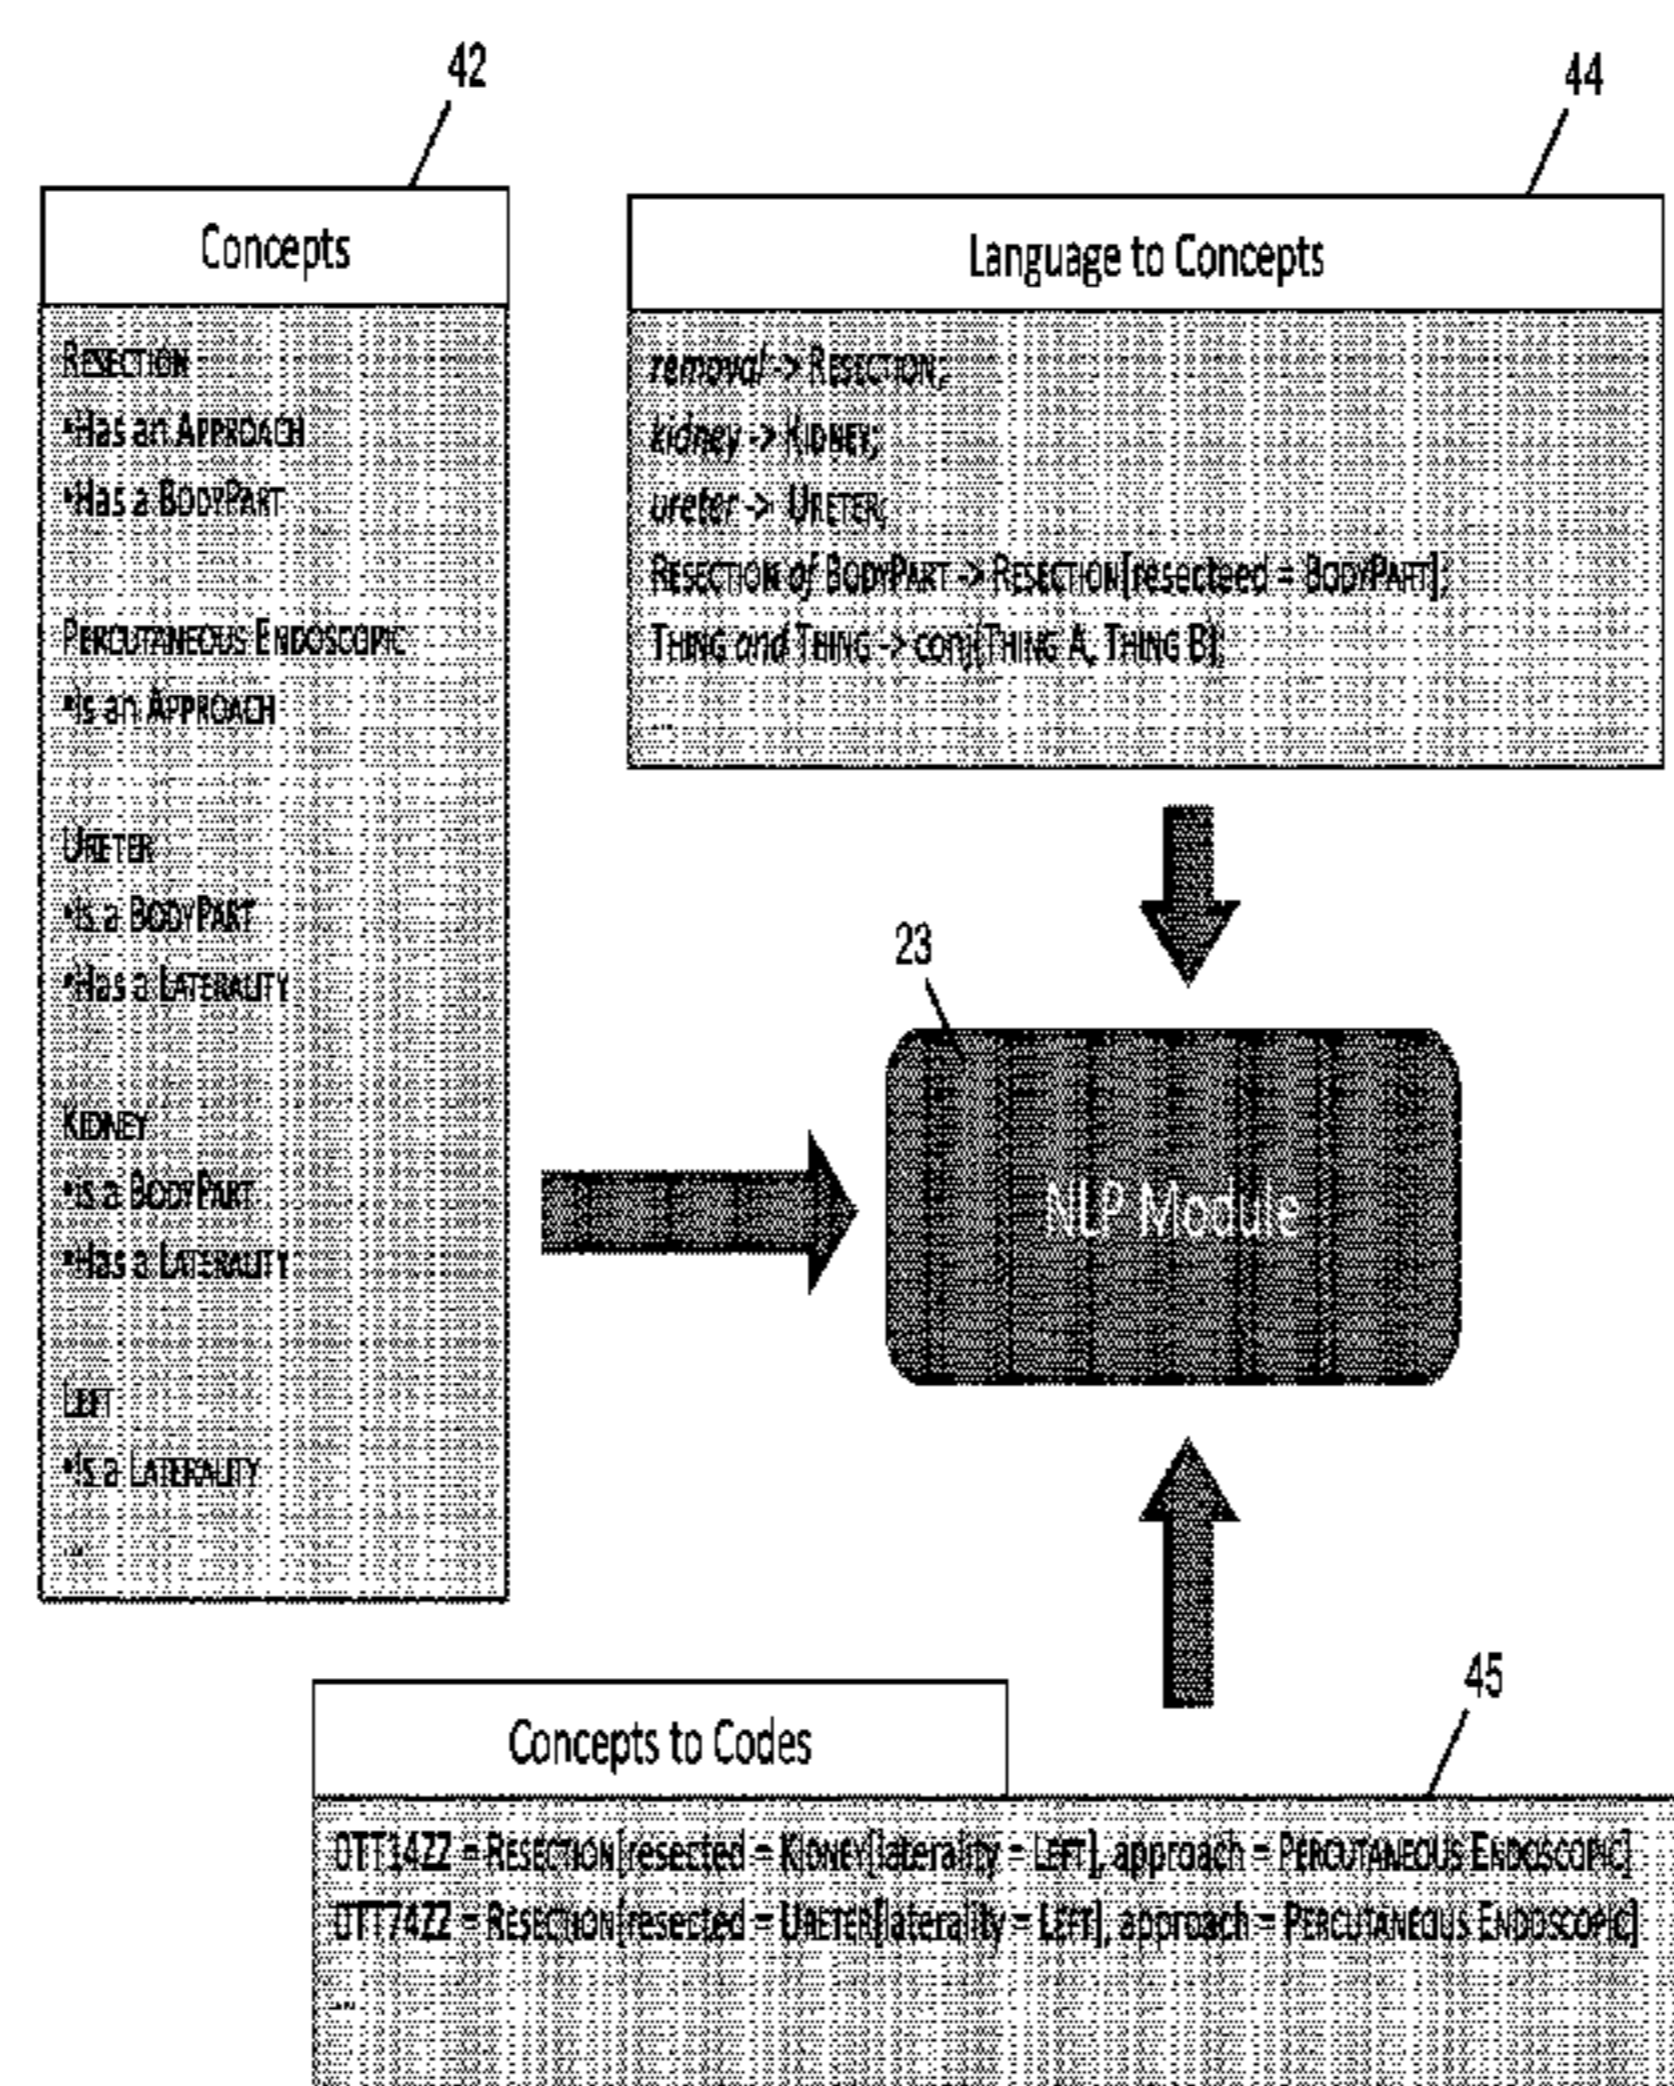 42
Concepts
RESECTION
•Has an APPROACH
•Has a BODYPART
PERCUTANEOUS ENDOSCOPIC
•Is an APPROACH
...
URETER
•Is a BODYPART
•Has a LATERALITY
KIDNEY
•Is a BODYPART
•Has a LATERALITY
LEFT
•Is a LATERALITY
...
44
Language to Concepts
removal -> RESECTION;
kidney -> KIDNEY;
ureter -> URETER;
RESECTION of BODYPART -> RESECTION[resecteed = BODYPART];
THING and THING -> conj(THING A, THING B);
...
23
NLP Module
45
Concepts to Codes
0TT14ZZ = RESECTION[resected = KIDNEY[laterality = LEFT], approach = PERCUTANEOUS ENDOSCOPIC]
0TT74ZZ = RESECTION[resected = URETER[laterality = LEFT], approach = PERCUTANEOUS ENDOSCOPIC]
...